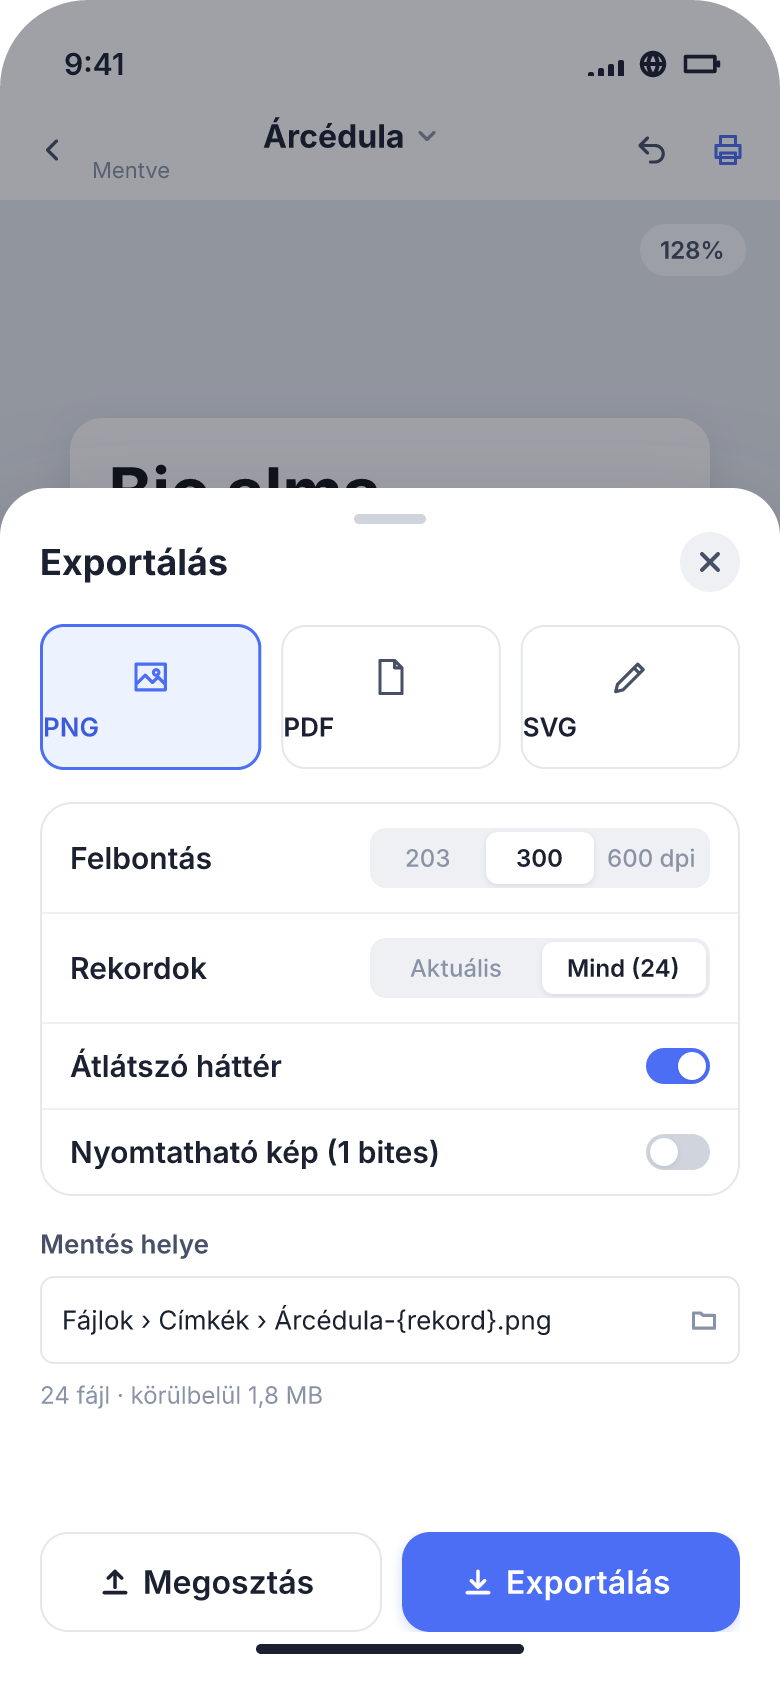 9:41
Árcédula
Mentve
128%
Bio alma
Exportálás
PNG
PDF
SVG
Felbontás
203
300
600 dpi
Rekordok
Aktuális
Mind (24)
Átlátszó háttér
Nyomtatható kép (1 bites)
Mentés helye
Fájlok › Címkék › Árcédula-{rekord}.png
24 fájl · körülbelül 1,8 MB
Megosztás
Exportálás